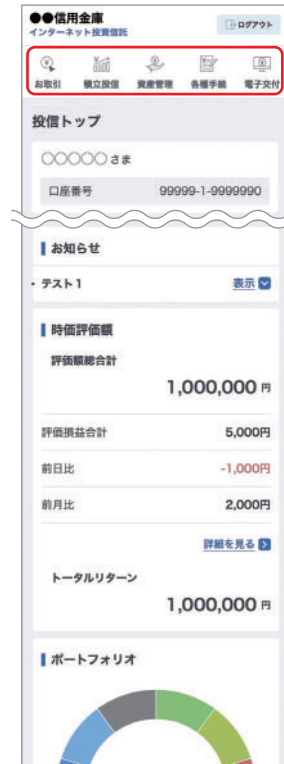 ●●信用金庫
インターネット投資信託
ログアウト
お取引 積立投信 資産管理 各種手続 電子交付
投信トップ
○○○○○さま
口座番号 99999-1-9999990
お知らせ
・テスト1 表示
時価評価額
評価額総合計
1,000,000 円
評価損益合計 5,000円
前日比 -1,000円
前月比 2,000円
詳細を見る
トータルリターン
1,000,000 円
ポートフォリオ